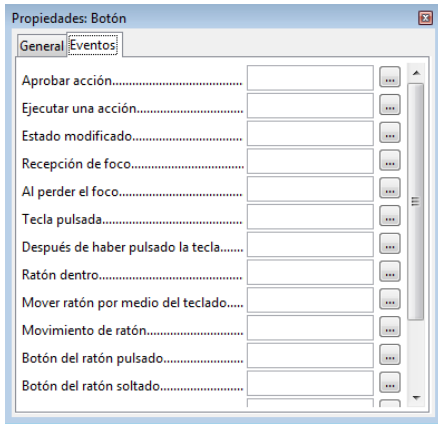 Propiedades: Botón
General Eventos
Aprobar acción.......................................
...
Ejecutar una acción................................
...
Estado modificado.................................
...
Recepción de foco..................................
...
Al perder el foco.....................................
...
Tecla pulsada..........................................
...
Después de haber pulsado la tecla.......
...
Ratón dentro...........................................
...
Mover ratón por medio del teclado.....
...
Movimiento de ratón..............................
...
Botón del ratón pulsado........................
...
Botón del ratón soltado.........................
...